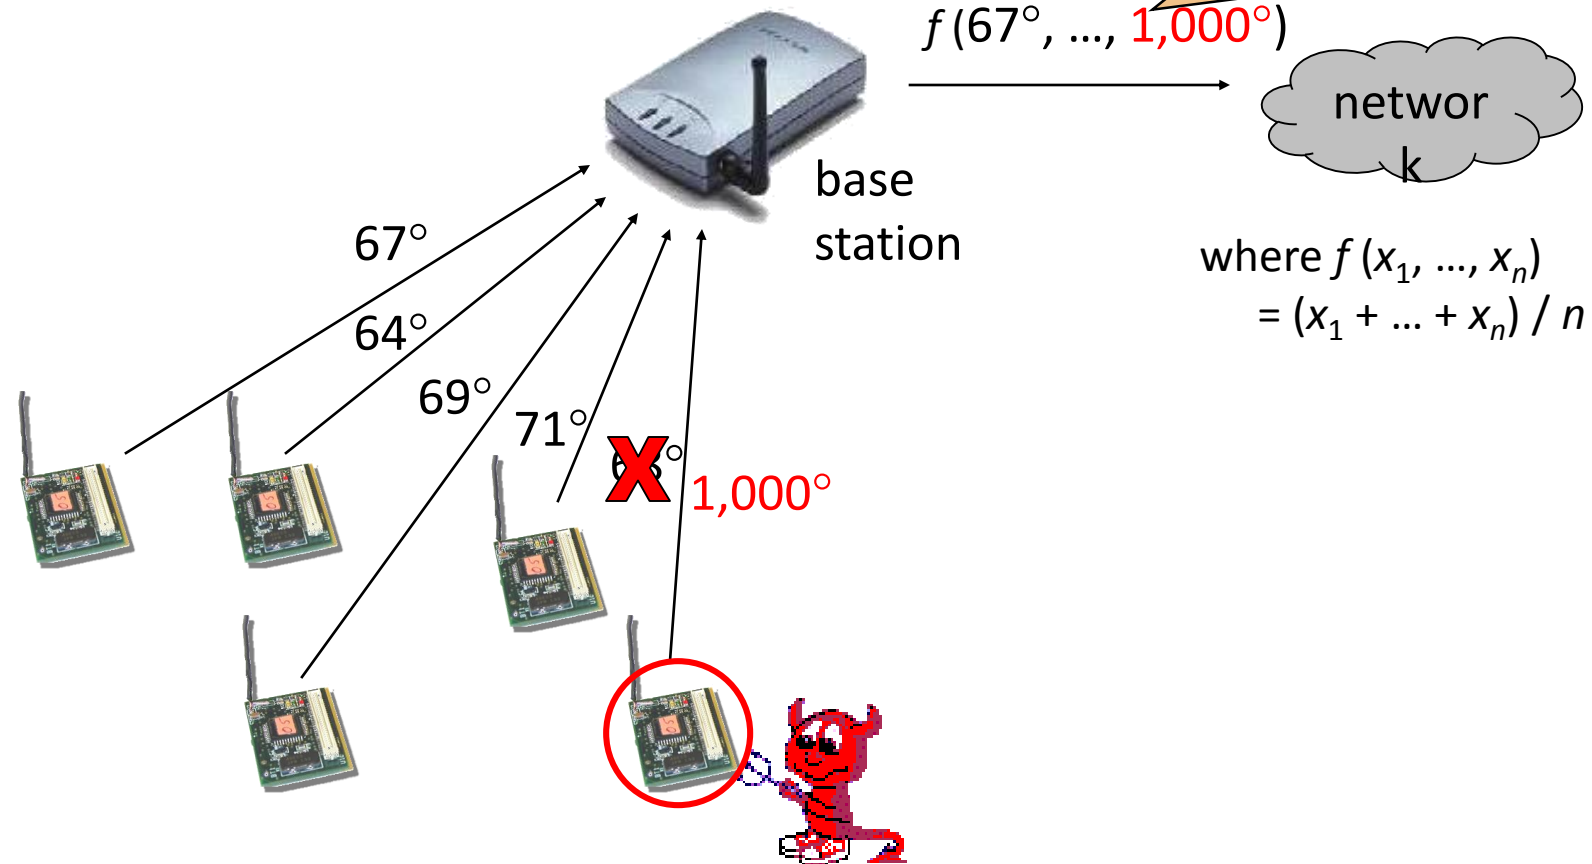 f (67°, ..., 1,000°)
networ
k
base
station
67°
where f (x₁, ..., xₙ)
= (x₁ + ... + xₙ) / n
64°
69°
71°
1,000°